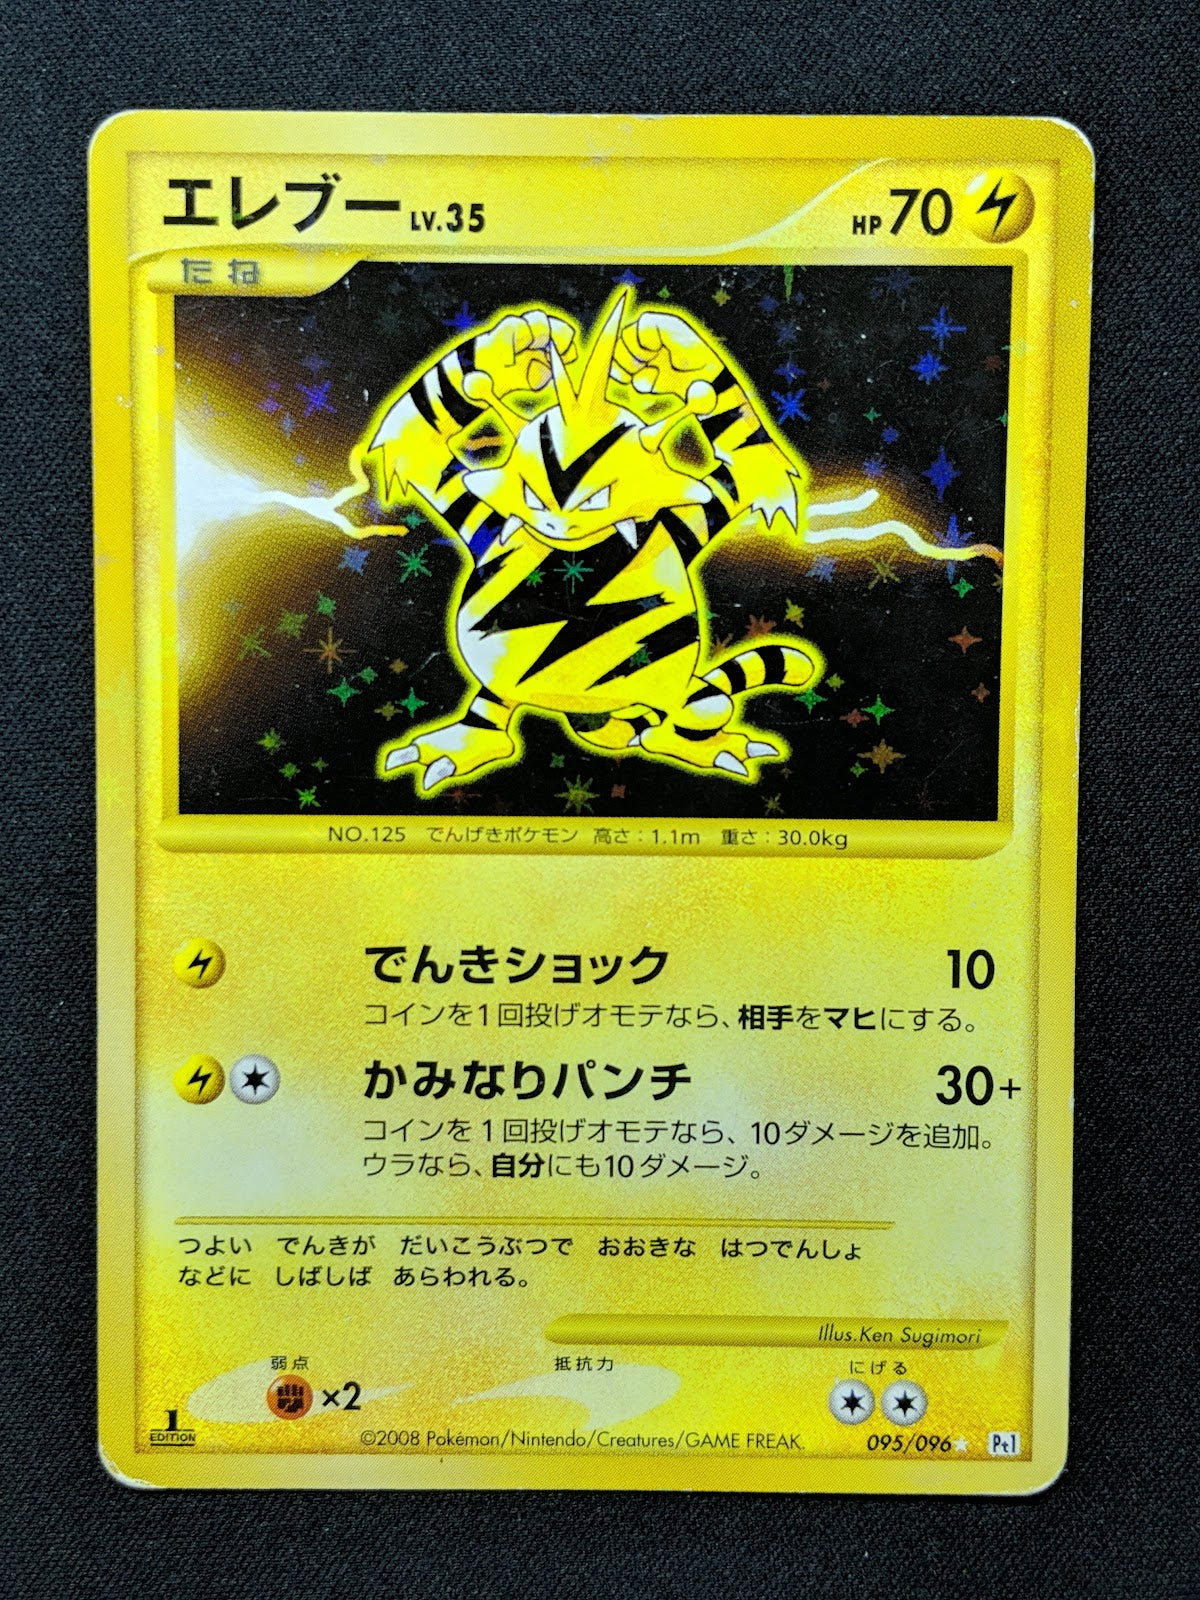 エレブー LV.35 HP 70
たね
NO.125 でんげきポケモン 高さ：1.1m 重さ：30.0kg
でんきショック 10
コインを1回投げオモテなら、相手をマヒにする。
かみなりパンチ 30+
コインを1回投げオモテなら、10ダメージを追加。
ウラなら、自分にも10ダメージ。
つよい でんきが だいこうぶつで おおきな はつでんしょ
などに しばしば あらわれる。
Illus.Ken Sugimori
弱点 抵抗力 にげる
×2
1 EDITION
©2008 Pokémon/Nintendo/Creatures/GAME FREAK. 095/096★ Pt1